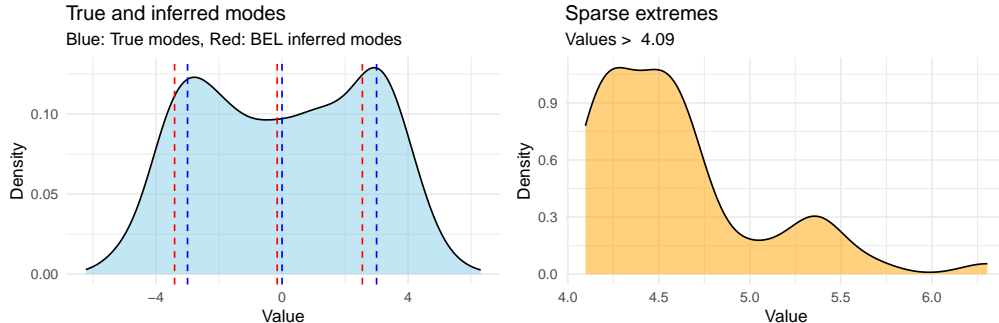 True and inferred modes
Blue: True modes, Red: BEL inferred modes
Density
0.10
0.05
0.00
−4
0
4
Value
Sparse extremes
Values >  4.09
Density
0.9
0.6
0.3
0.0
4.0
4.5
5.0
5.5
6.0
Value